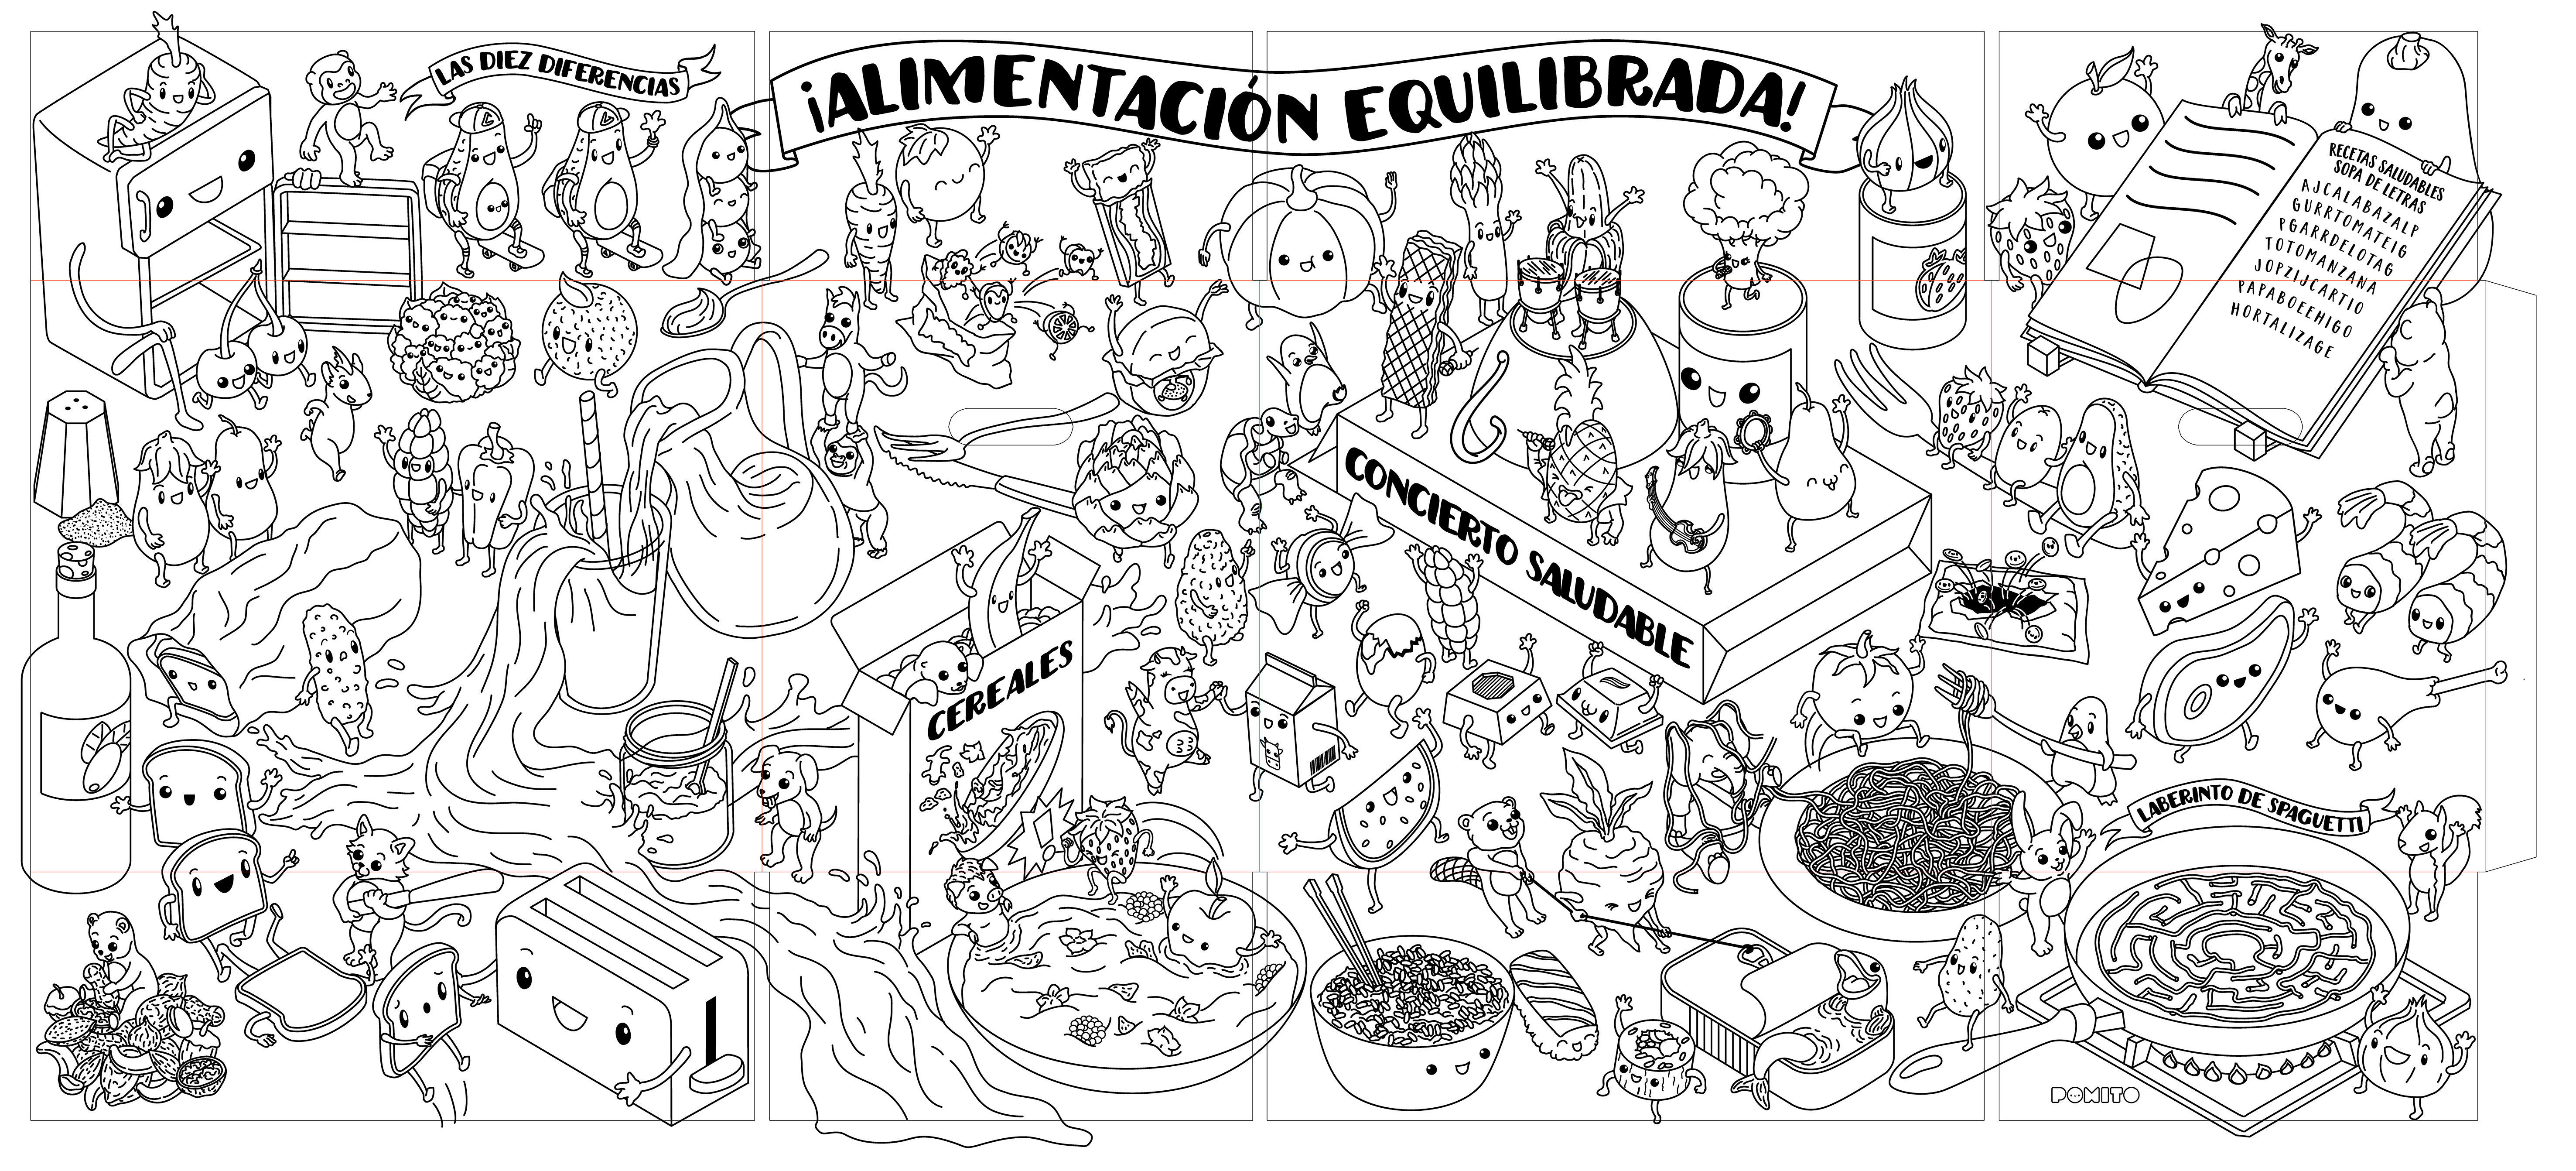 LAS DIEZ DIFERENCIAS
¡ALIMENTACIÓN EQUILIBRADA!
RECETAS SALUDABLES
SOPA DE LETRAS
AJCALABAZALP
GURRTOMATEIG
PGARRDELOTAG
TOTOMANZANA
JOPZIJCARTIO
PAPABOEEHIGO
HORTALIZAGE
CONCIERTO SALUDABLE
CEREALES
LABERINTO DE SPAGUETTI
POMITO